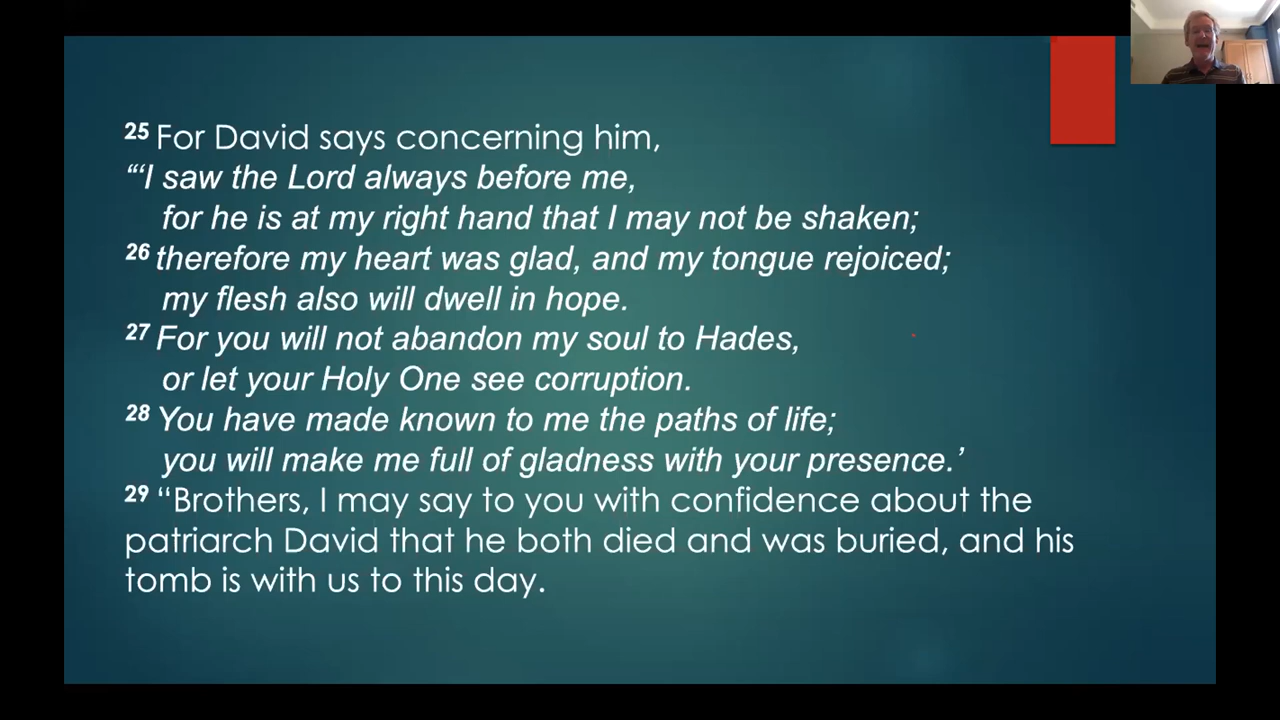 25 For David says concerning him,
“‘I saw the Lord always before me,
for he is at my right hand that I may not be shaken;
26 therefore my heart was glad, and my tongue rejoiced;
my flesh also will dwell in hope.
27 For you will not abandon my soul to Hades,
or let your Holy One see corruption.
28 You have made known to me the paths of life;
you will make me full of gladness with your presence.’
29 “Brothers, I may say to you with confidence about the
patriarch David that he both died and was buried, and his
tomb is with us to this day.